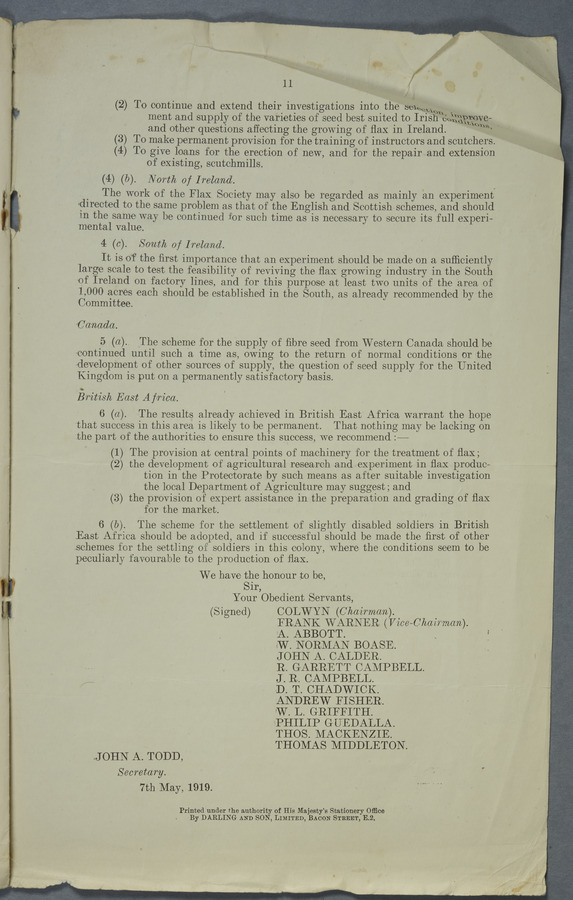 11
(2) To continue and extend their investigations into the selection, improve-
ment and supply of the varieties of seed best suited to Irish conditions,
and other questions affecting the growing of flax in Ireland.
(3) To make permanent provision for the training of instructors and scutchers.
(4) To give loans for the erection of new, and for the repair and extension
of existing, scutchmills.
(4) (b). North of Ireland.
The work of the Flax Society may also be regarded as mainly an experiment
directed to the same problem as that of the English and Scottish schemes, and should
in the same way be continued for such time as is necessary to secure its full experi-
mental value.
4 (c). South of Ireland.
It is of the first importance that an experiment should be made on a sufficiently
large scale to test the feasibility of reviving the flax growing industry in the South
of Ireland on factory lines, and for this purpose at least two units of the area of
1,000 acres each should be established in the South, as already recommended by the
Committee.
Canada.
5 (a). The scheme for the supply of fibre seed from Western Canada should be
continued until such a time as, owing to the return of normal conditions or the
development of other sources of supply, the question of seed supply for the United
Kingdom is put on a permanently satisfactory basis.
British East Africa.
6 (a). The results already achieved in British East Africa warrant the hope
that success in this area is likely to be permanent. That nothing may be lacking on
the part of the authorities to ensure this success, we recommend :—
(1) The provision at central points of machinery for the treatment of flax;
(2) the development of agricultural research and experiment in flax produc-
tion in the Protectorate by such means as after suitable investigation
the local Department of Agriculture may suggest; and
(3) the provision of expert assistance in the preparation and grading of flax
for the market.
6 (b). The scheme for the settlement of slightly disabled soldiers in British
East Africa should be adopted, and if successful should be made the first of other
schemes for the settling of soldiers in this colony, where the conditions seem to be
peculiarly favourable to the production of flax.
We have the honour to be,
Sir,
Your Obedient Servants,
(Signed) COLWYN (Chairman).
FRANK WARNER (Vice-Chairman).
A. ABBOTT.
W. NORMAN BOASE.
JOHN A. CALDER.
R. GARRETT CAMPBELL.
J. R. CAMPBELL.
D. T. CHADWICK.
ANDREW FISHER.
W. L. GRIFFITH.
PHILIP GUEDALLA.
THOS. MACKENZIE.
THOMAS MIDDLETON.
JOHN A. TODD,
Secretary.
7th May, 1919.
Printed under the authority of His Majesty's Stationery Office
By DARLING AND SON, LIMITED, BACON STREET, E.2.